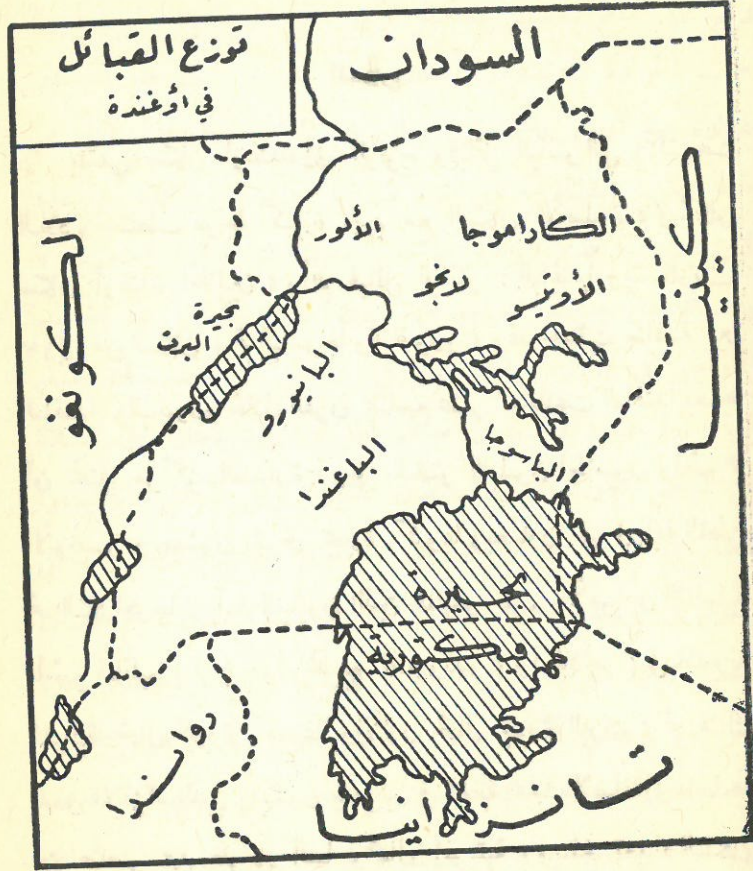 توزع القبائل
في أوغندة
السودان
الكونغو
كينيا
الألور
الكاراموجا
لانجو
الأوتيسو
بحيرة
البرت
البانيورو
الباغندا
الباسوجا
بحيرة
فيكتورية
رواندا
تانزانيا